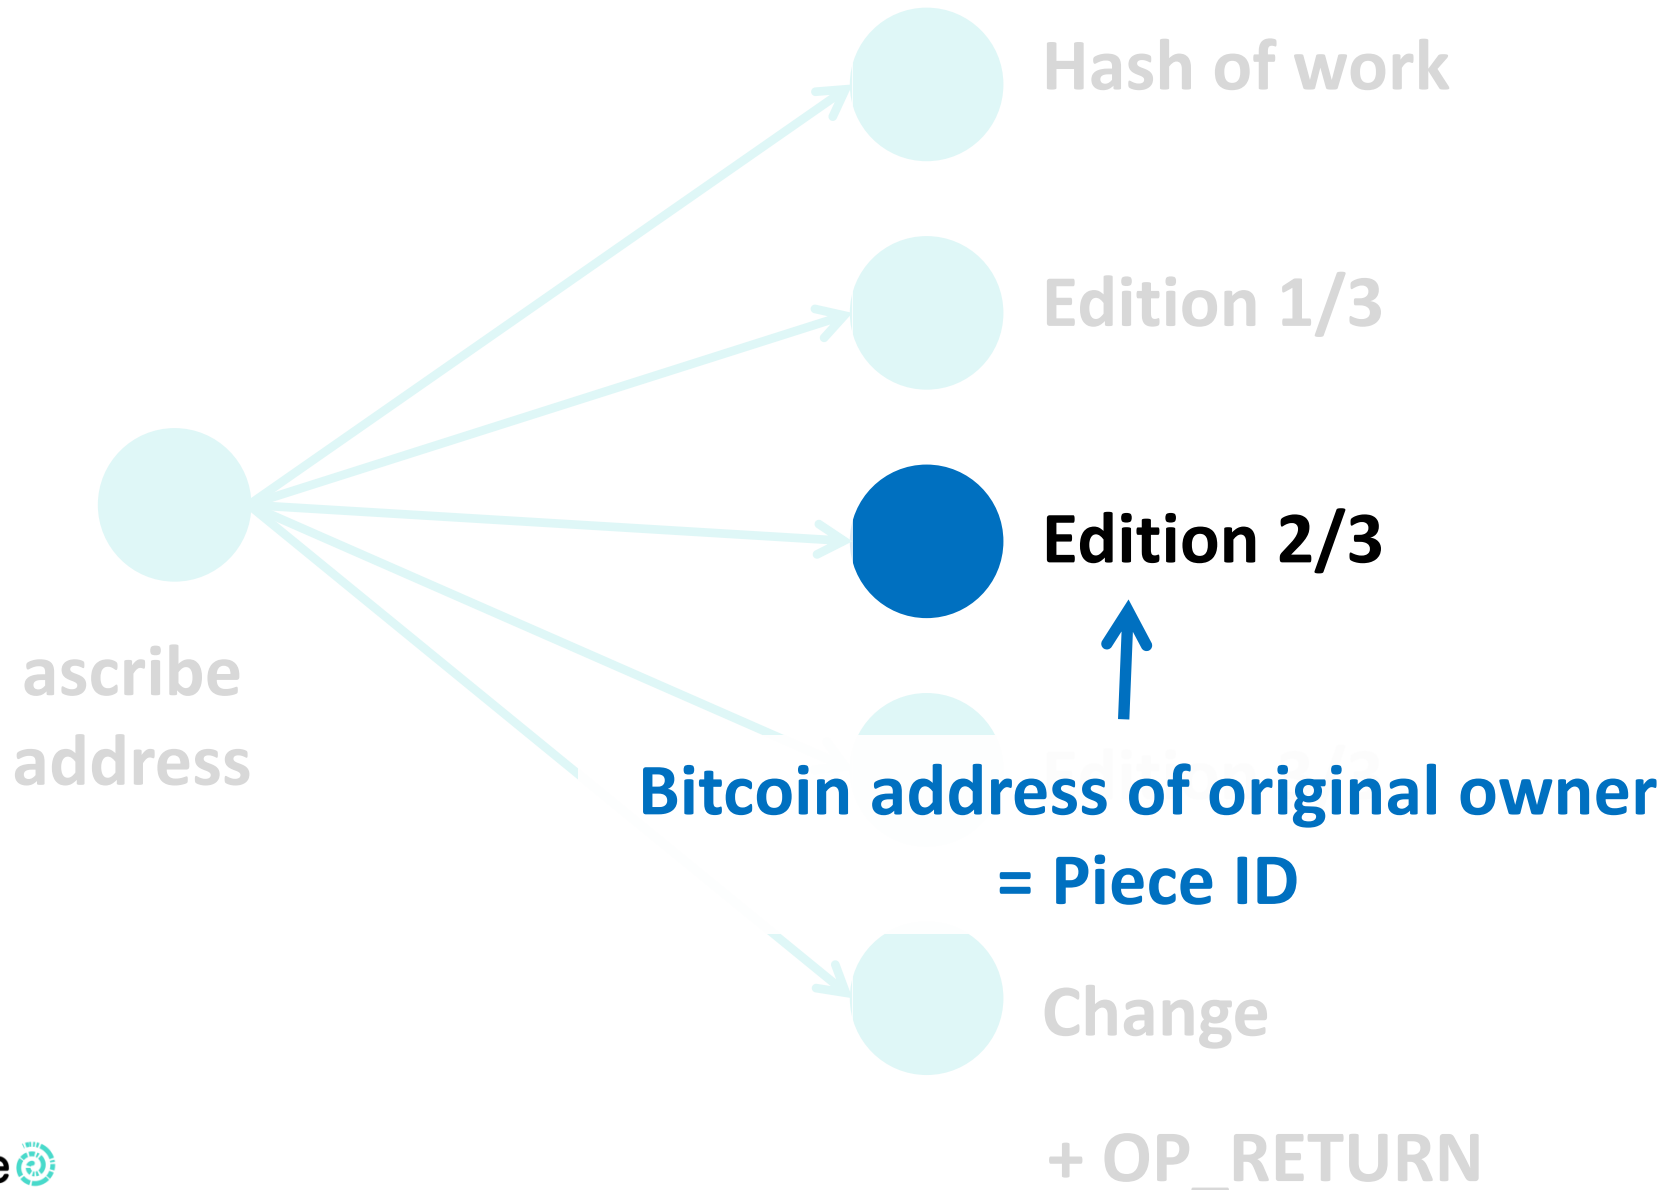 Hash of work
Edition 1/3
Edition 2/3
ascribe
address
Bitcoin address of original owner
= Piece ID
Change
+ OP_RETURN
e